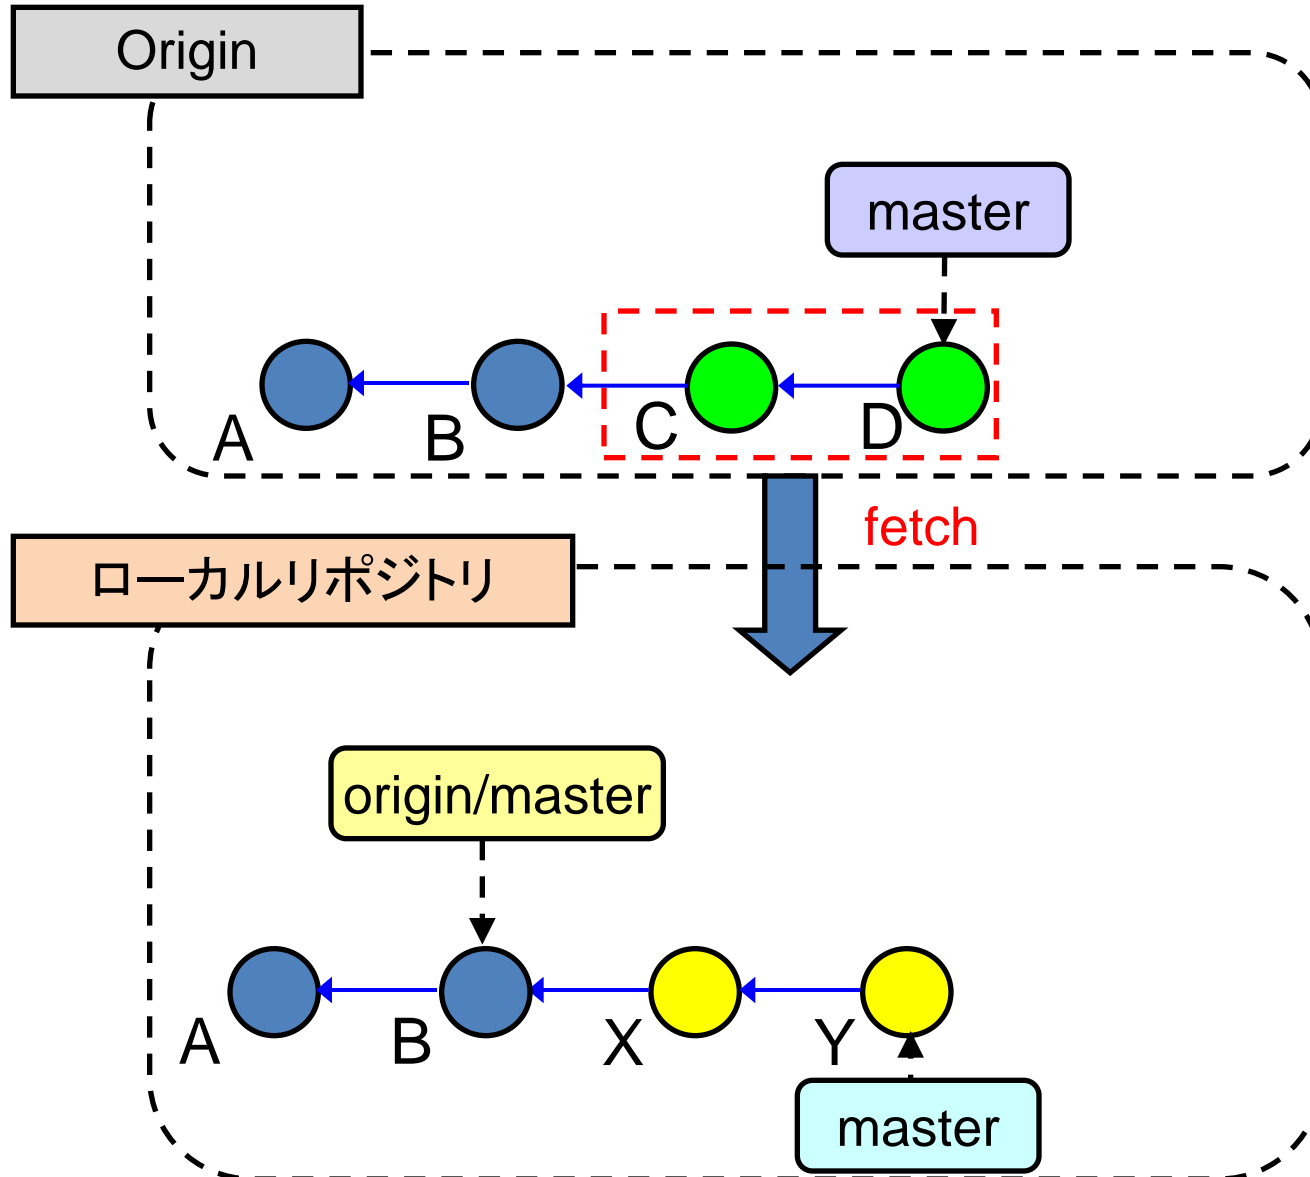 Origin
master
A
B
C
D
fetch
ローカルリポジトリ
origin/master
A
B
X
Y
master